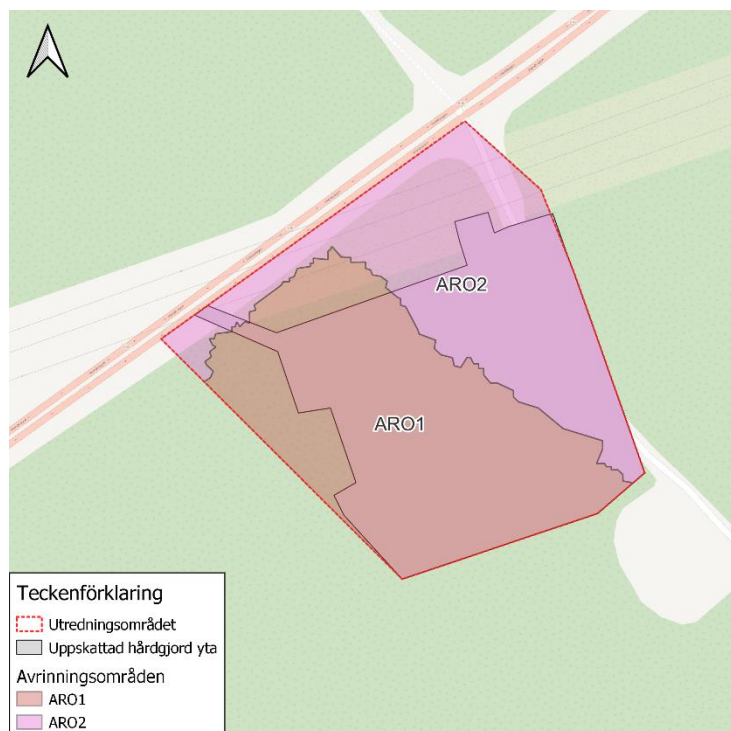 ARO2
ARO1
Teckenförklaring
Utredningsområdet
Uppskattad hårdgjord yta
Avrinningsområden
ARO1
ARO2